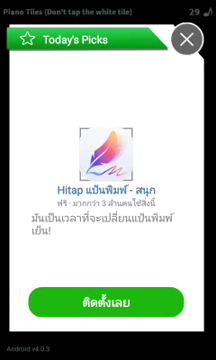 Piano Tiles (Don't tap the white tile)
29
Today's Picks
Hitap แป้นพิมพ์ - สนุก
ฟรี · มากกว่า 3 ล้านคนใช้สิ่งนี้
มันเป็นเวลาที่จะเปลี่ยนแป้นพิมพ์
เย็น!
ติดตั้งเลย
Android v4.0.3